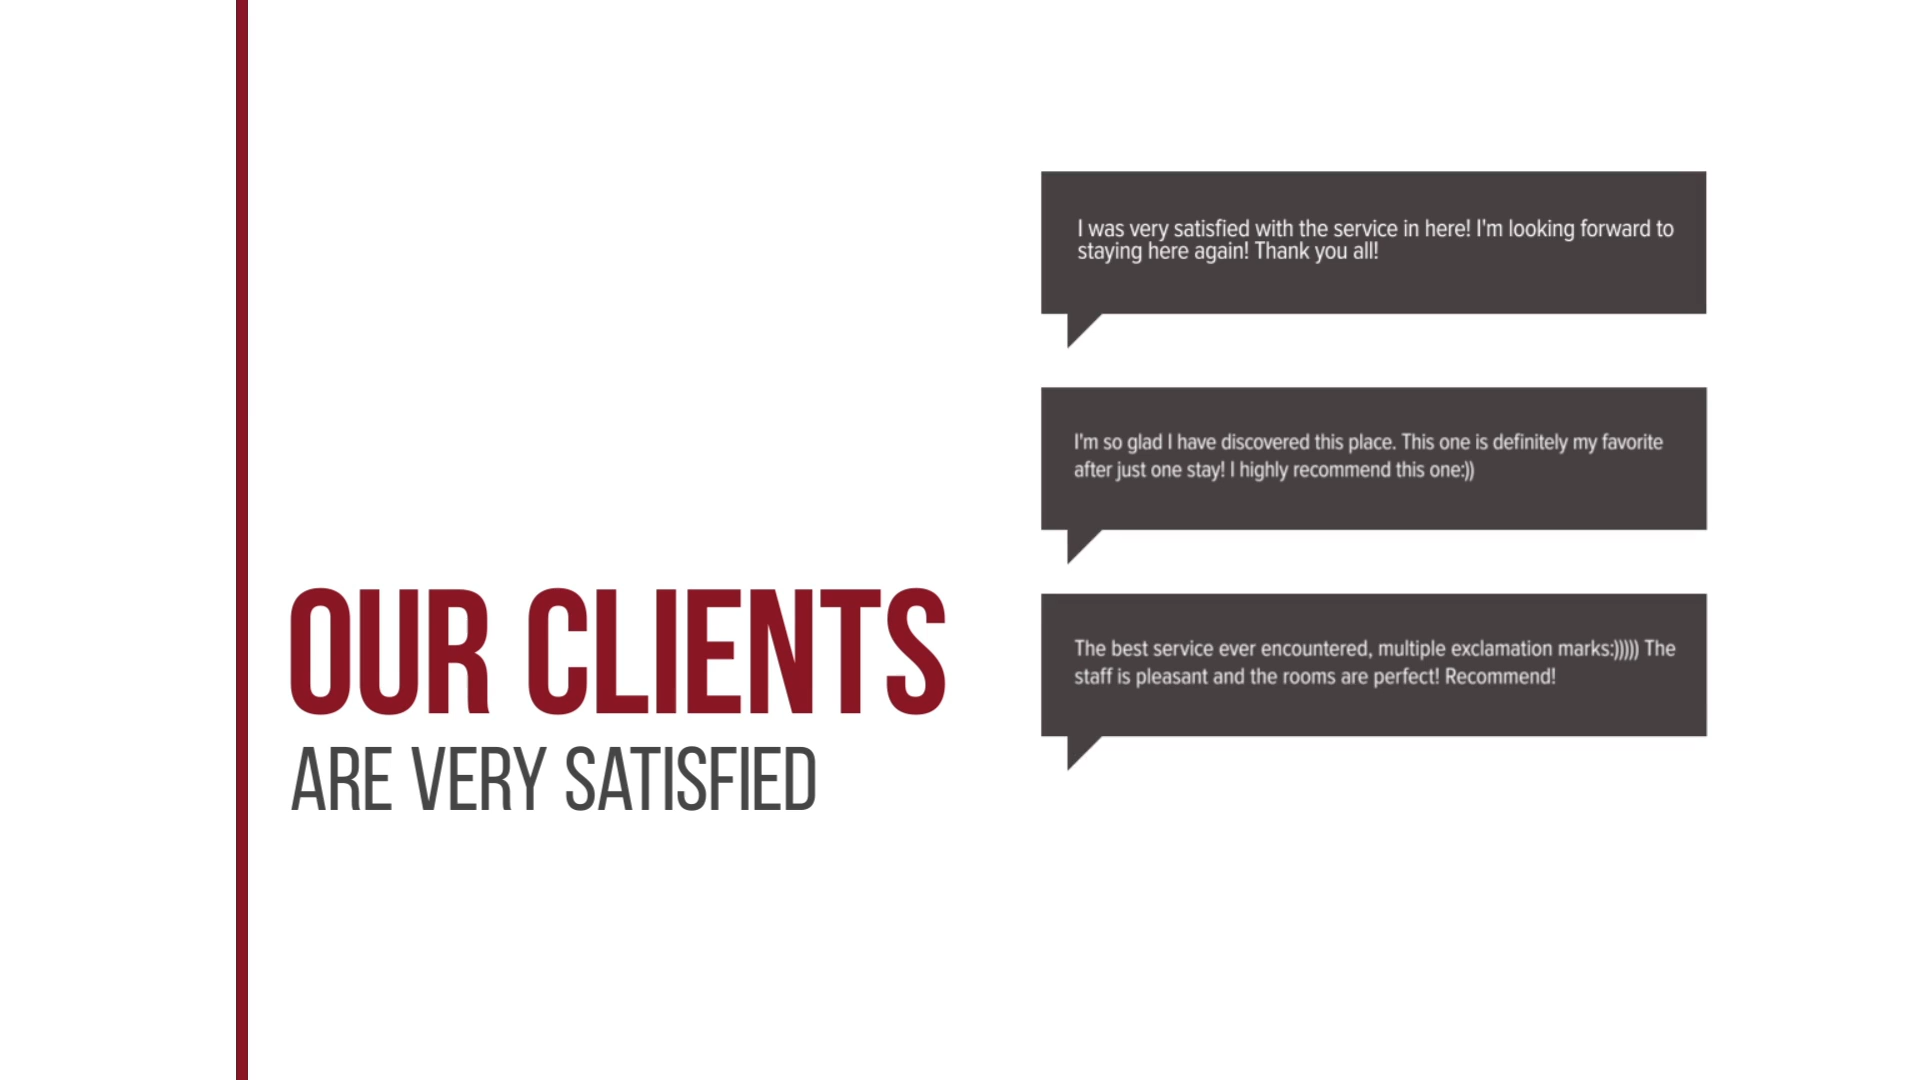 OUR CLIENTS
ARE VERY SATISFIED
I was very satisfied with the service in here! I'm looking forward to
staying here again! Thank you all!
I'm so glad I have discovered this place. This one is definitely my favorite
after just one stay! I highly recommend this one:))
The best service ever encountered, multiple exclamation marks:))))) The
staff is pleasant and the rooms are perfect! Recommend!